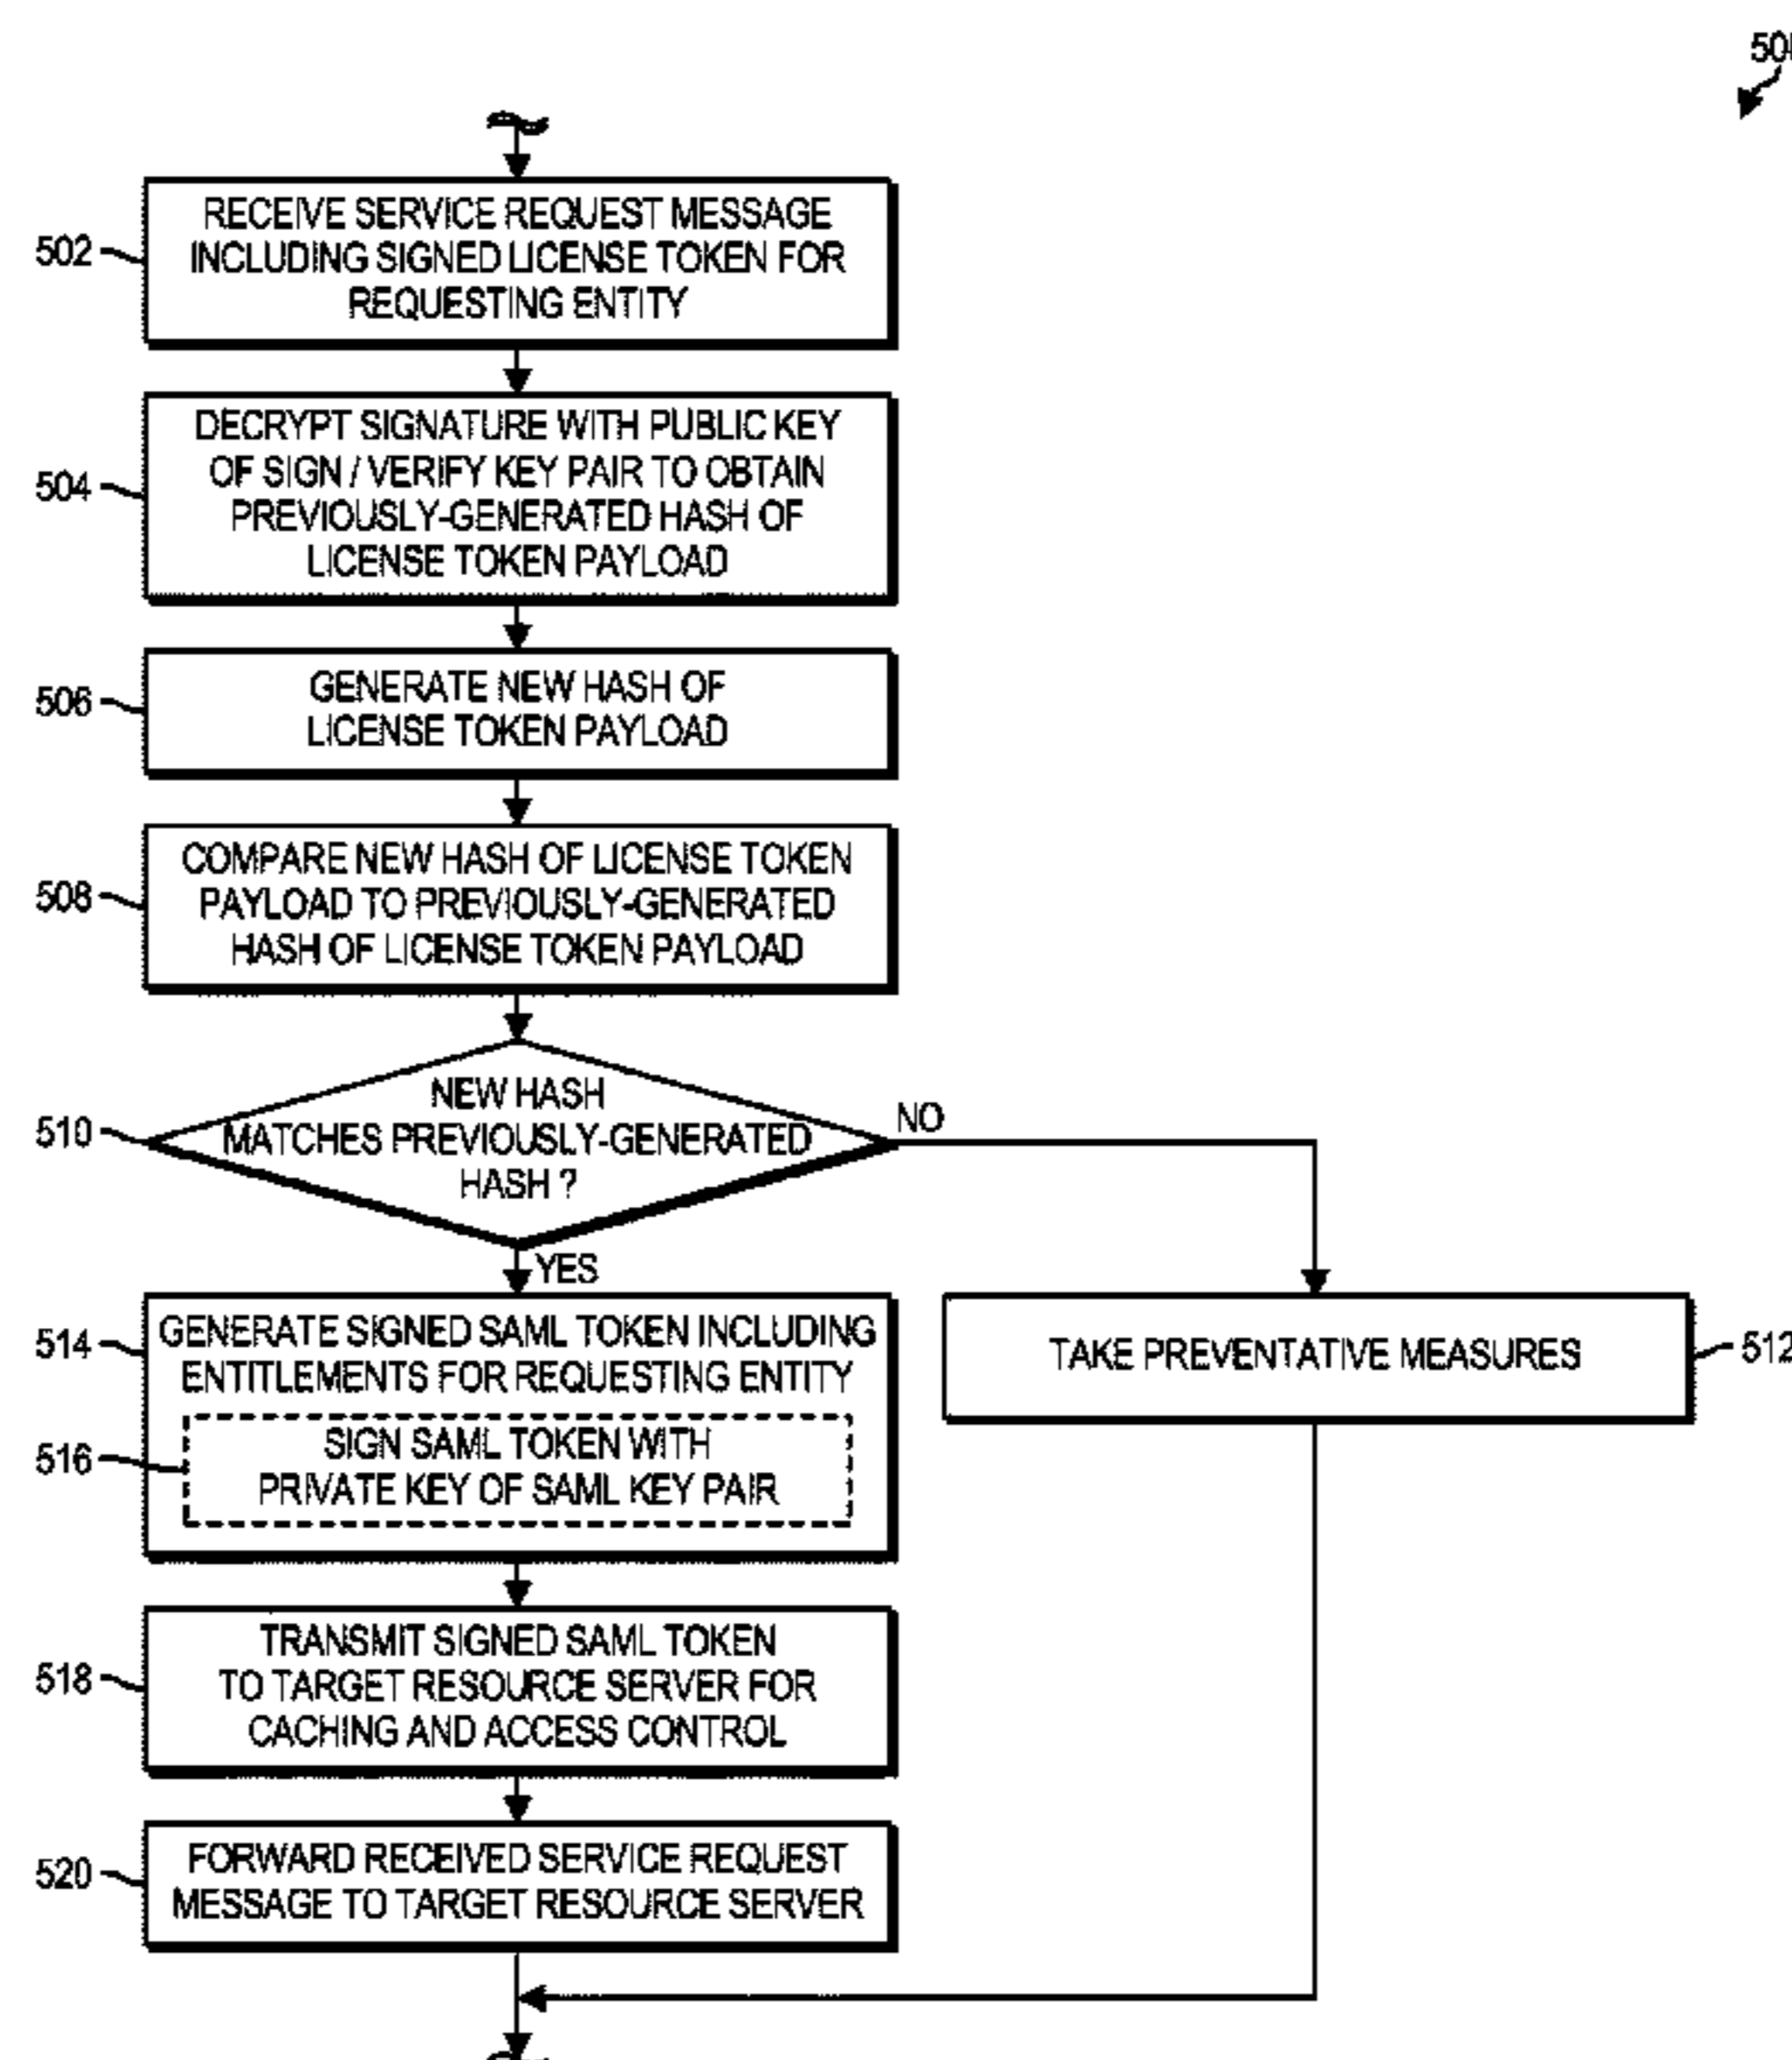 502
RECEIVE SERVICE REQUEST MESSAGE
INCLUDING SIGNED LICENSE TOKEN FOR
REQUESTING ENTITY
504
DECRYPT SIGNATURE WITH PUBLIC KEY
OF SIGN / VERIFY KEY PAIR TO OBTAIN
PREVIOUSLY-GENERATED HASH OF
LICENSE TOKEN PAYLOAD
506
GENERATE NEW HASH OF
LICENSE TOKEN PAYLOAD
508
COMPARE NEW HASH OF LICENSE TOKEN
PAYLOAD TO PREVIOUSLY-GENERATED
HASH OF LICENSE TOKEN PAYLOAD
510
NEW HASH
MATCHES PREVIOUSLY-GENERATED
HASH ?
NO
YES
514
GENERATE SIGNED SAML TOKEN INCLUDING
ENTITLEMENTS FOR REQUESTING ENTITY
516
SIGN SAML TOKEN WITH
PRIVATE KEY OF SAML KEY PAIR
TAKE PREVENTATIVE MEASURES
512
518
TRANSMIT SIGNED SAML TOKEN
TO TARGET RESOURCE SERVER FOR
CACHING AND ACCESS CONTROL
520
FORWARD RECEIVED SERVICE REQUEST
MESSAGE TO TARGET RESOURCE SERVER